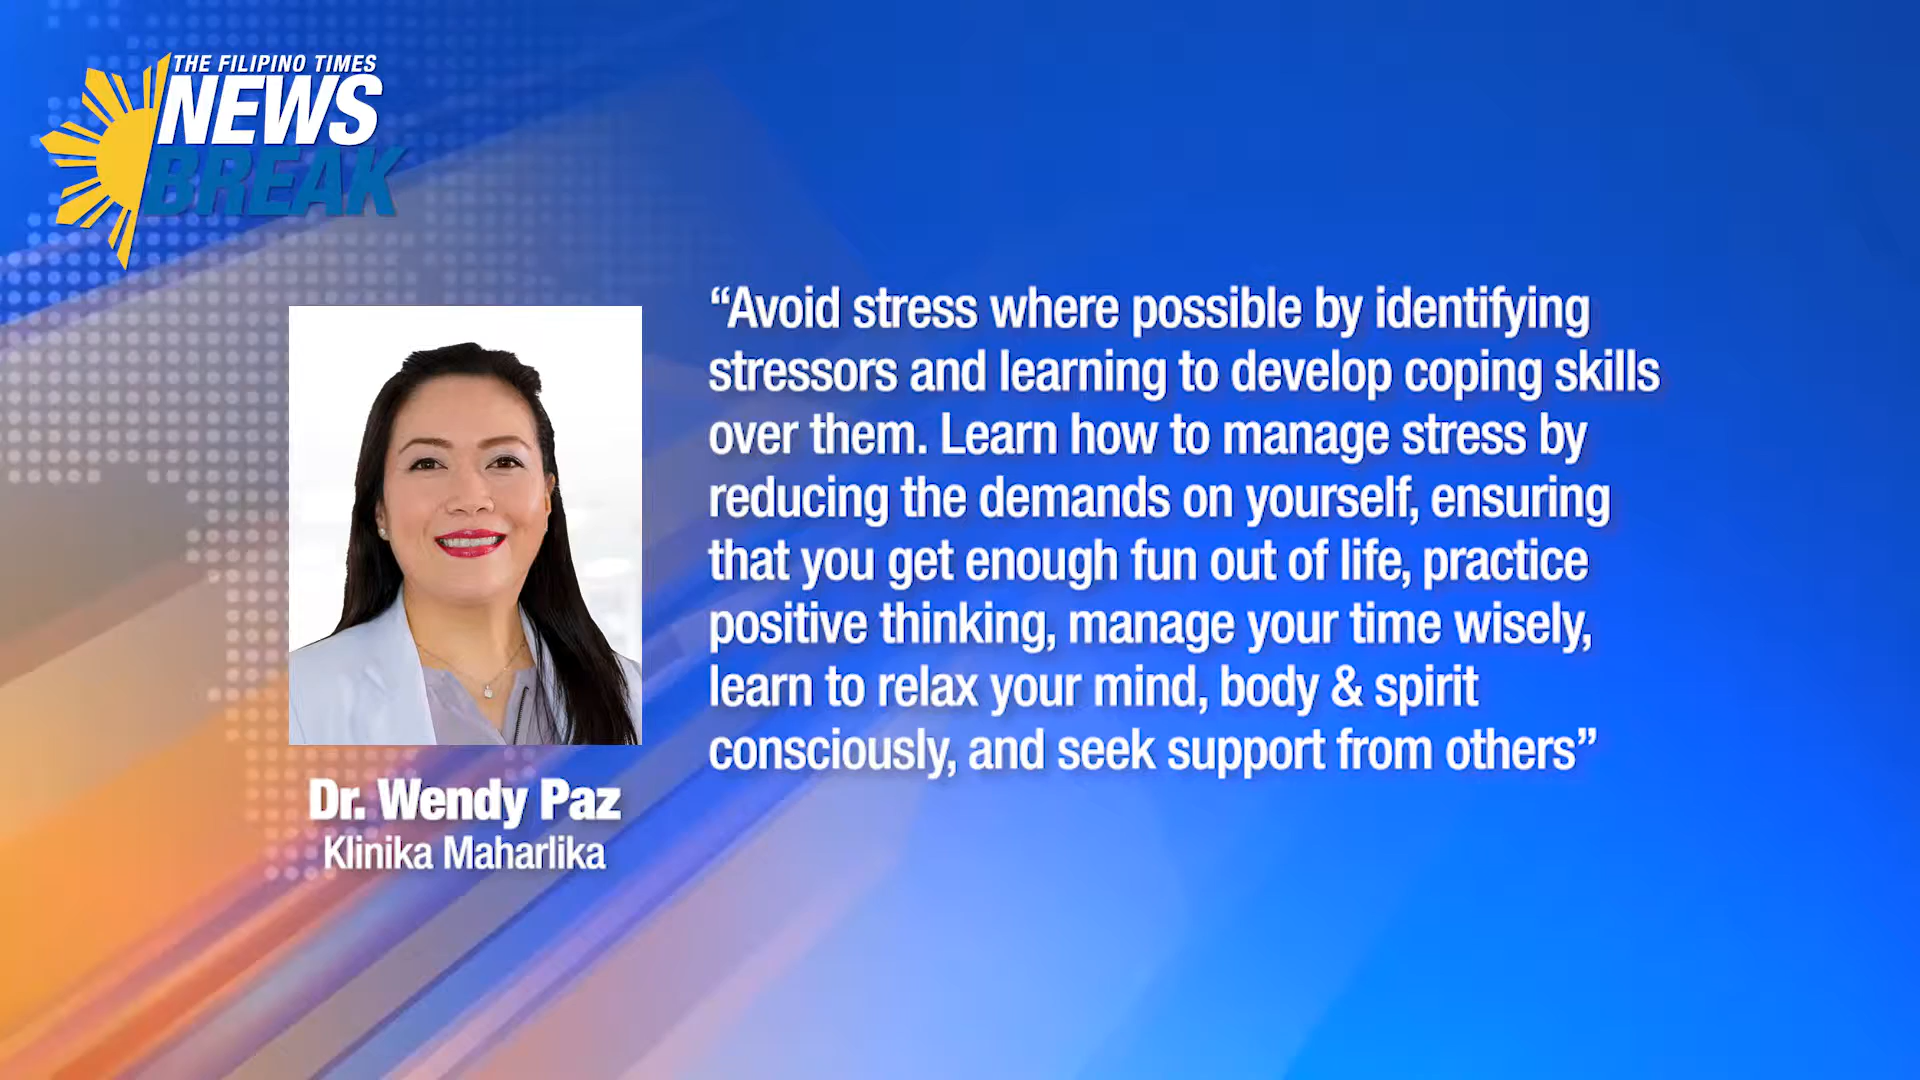 THE FILIPINO TIMES
NEWS
BREAK
“Avoid stress where possible by identifying
stressors and learning to develop coping skills
over them. Learn how to manage stress by
reducing the demands on yourself, ensuring
that you get enough fun out of life, practice
positive thinking, manage your time wisely,
learn to relax your mind, body & spirit
consciously, and seek support from others”
Dr. Wendy Paz
Klinika Maharlika